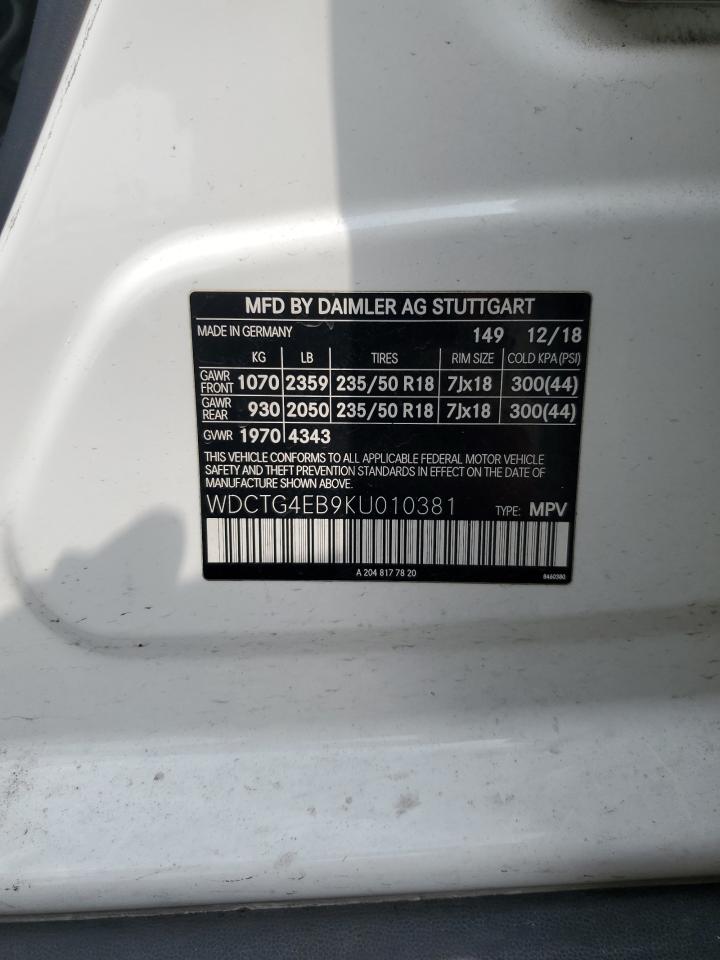 MFD BY DAIMLER AG STUTTGART
MADE IN GERMANY 149 12/18
KG LB TIRES RIM SIZE COLD KPA(PSI)
GAWR FRONT 1070 2359 235/50 R18 7Jx18 300(44)
GAWR REAR 930 2050 235/50 R18 7Jx18 300(44)
GVWR 1970 4343
THIS VEHICLE CONFORMS TO ALL APPLICABLE FEDERAL MOTOR VEHICLE
SAFETY AND THEFT PREVENTION STANDARDS IN EFFECT ON THE DATE OF
MANUFACTURE SHOWN ABOVE.
WDCTG4EB9KU010381 TYPE: MPV
A 204 817 78 20 8460380